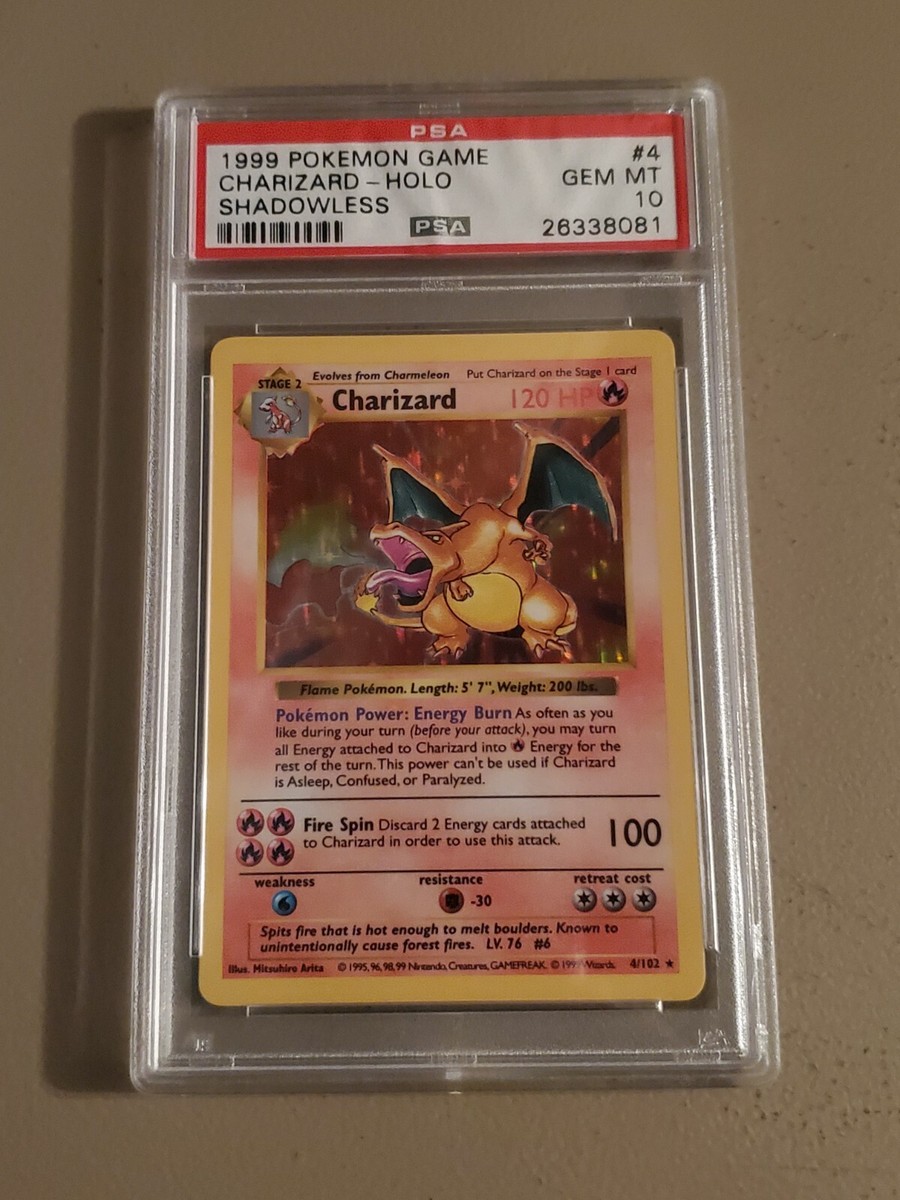 PSA
1999 POKEMON GAME #4
CHARIZARD - HOLO GEM MT
SHADOWLESS 10
PSA 26338081
STAGE 2 Evolves from Charmeleon Put Charizard on the Stage 1 card
Charizard 120 HP
Flame Pokémon. Length: 5' 7", Weight: 200 lbs.
Pokémon Power: Energy Burn As often as you
like during your turn (before your attack), you may turn
all Energy attached to Charizard into Energy for the
rest of the turn. This power can't be used if Charizard
is Asleep, Confused, or Paralyzed.
Fire Spin Discard 2 Energy cards attached
to Charizard in order to use this attack. 100
weakness resistance retreat cost
-30
Spits fire that is hot enough to melt boulders. Known to
unintentionally cause forest fires. LV. 76 #6
Illus. Mitsuhiro Arita © 1995, 96, 98, 99 Nintendo, Creatures, GAMEFREAK. © 1999 Wizards. 4/102 ★